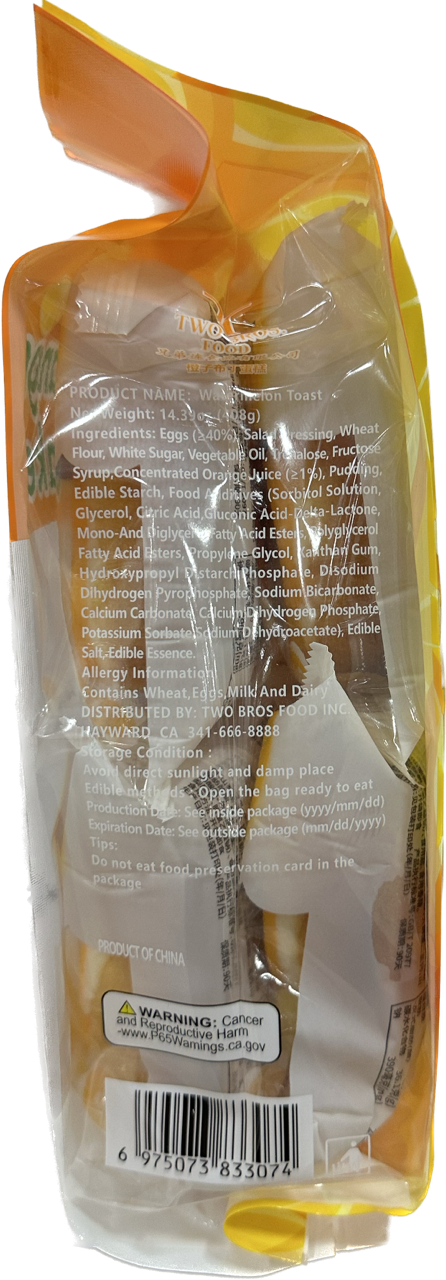 TWO BROS.
FOOD
PRODUCT NAME: Watermelon Toast
Net Weight: 14.39oz (408g)
Ingredients: Eggs (≥40%), Salad Dressing, Wheat
Flour, White Sugar, Vegetable Oil, Trehalose, Fructose
Syrup,Concentrated Orange Juice (≥1%), Pudding,
Edible Starch, Food Additives (Sorbitol Solution,
Glycerol, Citric Acid,Gluconic Acid-Delta-Lactone,
Mono-And Diglycerol Fatty Acid Esters, Polyglycerol
Fatty Acid Esters, Propylene Glycol, Xanthan Gum,
Hydroxypropyl Distarch Phosphate, Disodium
Dihydrogen Pyrophosphate, Sodium Bicarbonate,
Calcium Carbonate, Calcium Dihydrogen Phosphate,
Potassium Sorbate, Sodium Dehydroacetate), Edible
Salt, Edible Essence.
Allergy Information:
Contains Wheat,Eggs,Milk And Dairy
DISTRIBUTED BY: TWO BROS FOOD INC.
HAYWARD CA 341-666-8888
Storage Condition :
Avoid direct sunlight and damp place
Edible methods : Open the bag ready to eat
Production Date: See inside package (yyyy/mm/dd)
Expiration Date: See outside package (mm/dd/yyyy)
Tips:
Do not eat food preservation card in the
package
PRODUCT OF CHINA
WARNING: Cancer
and Reproductive Harm
-www.P65Warnings.ca.gov
6 975073 833074